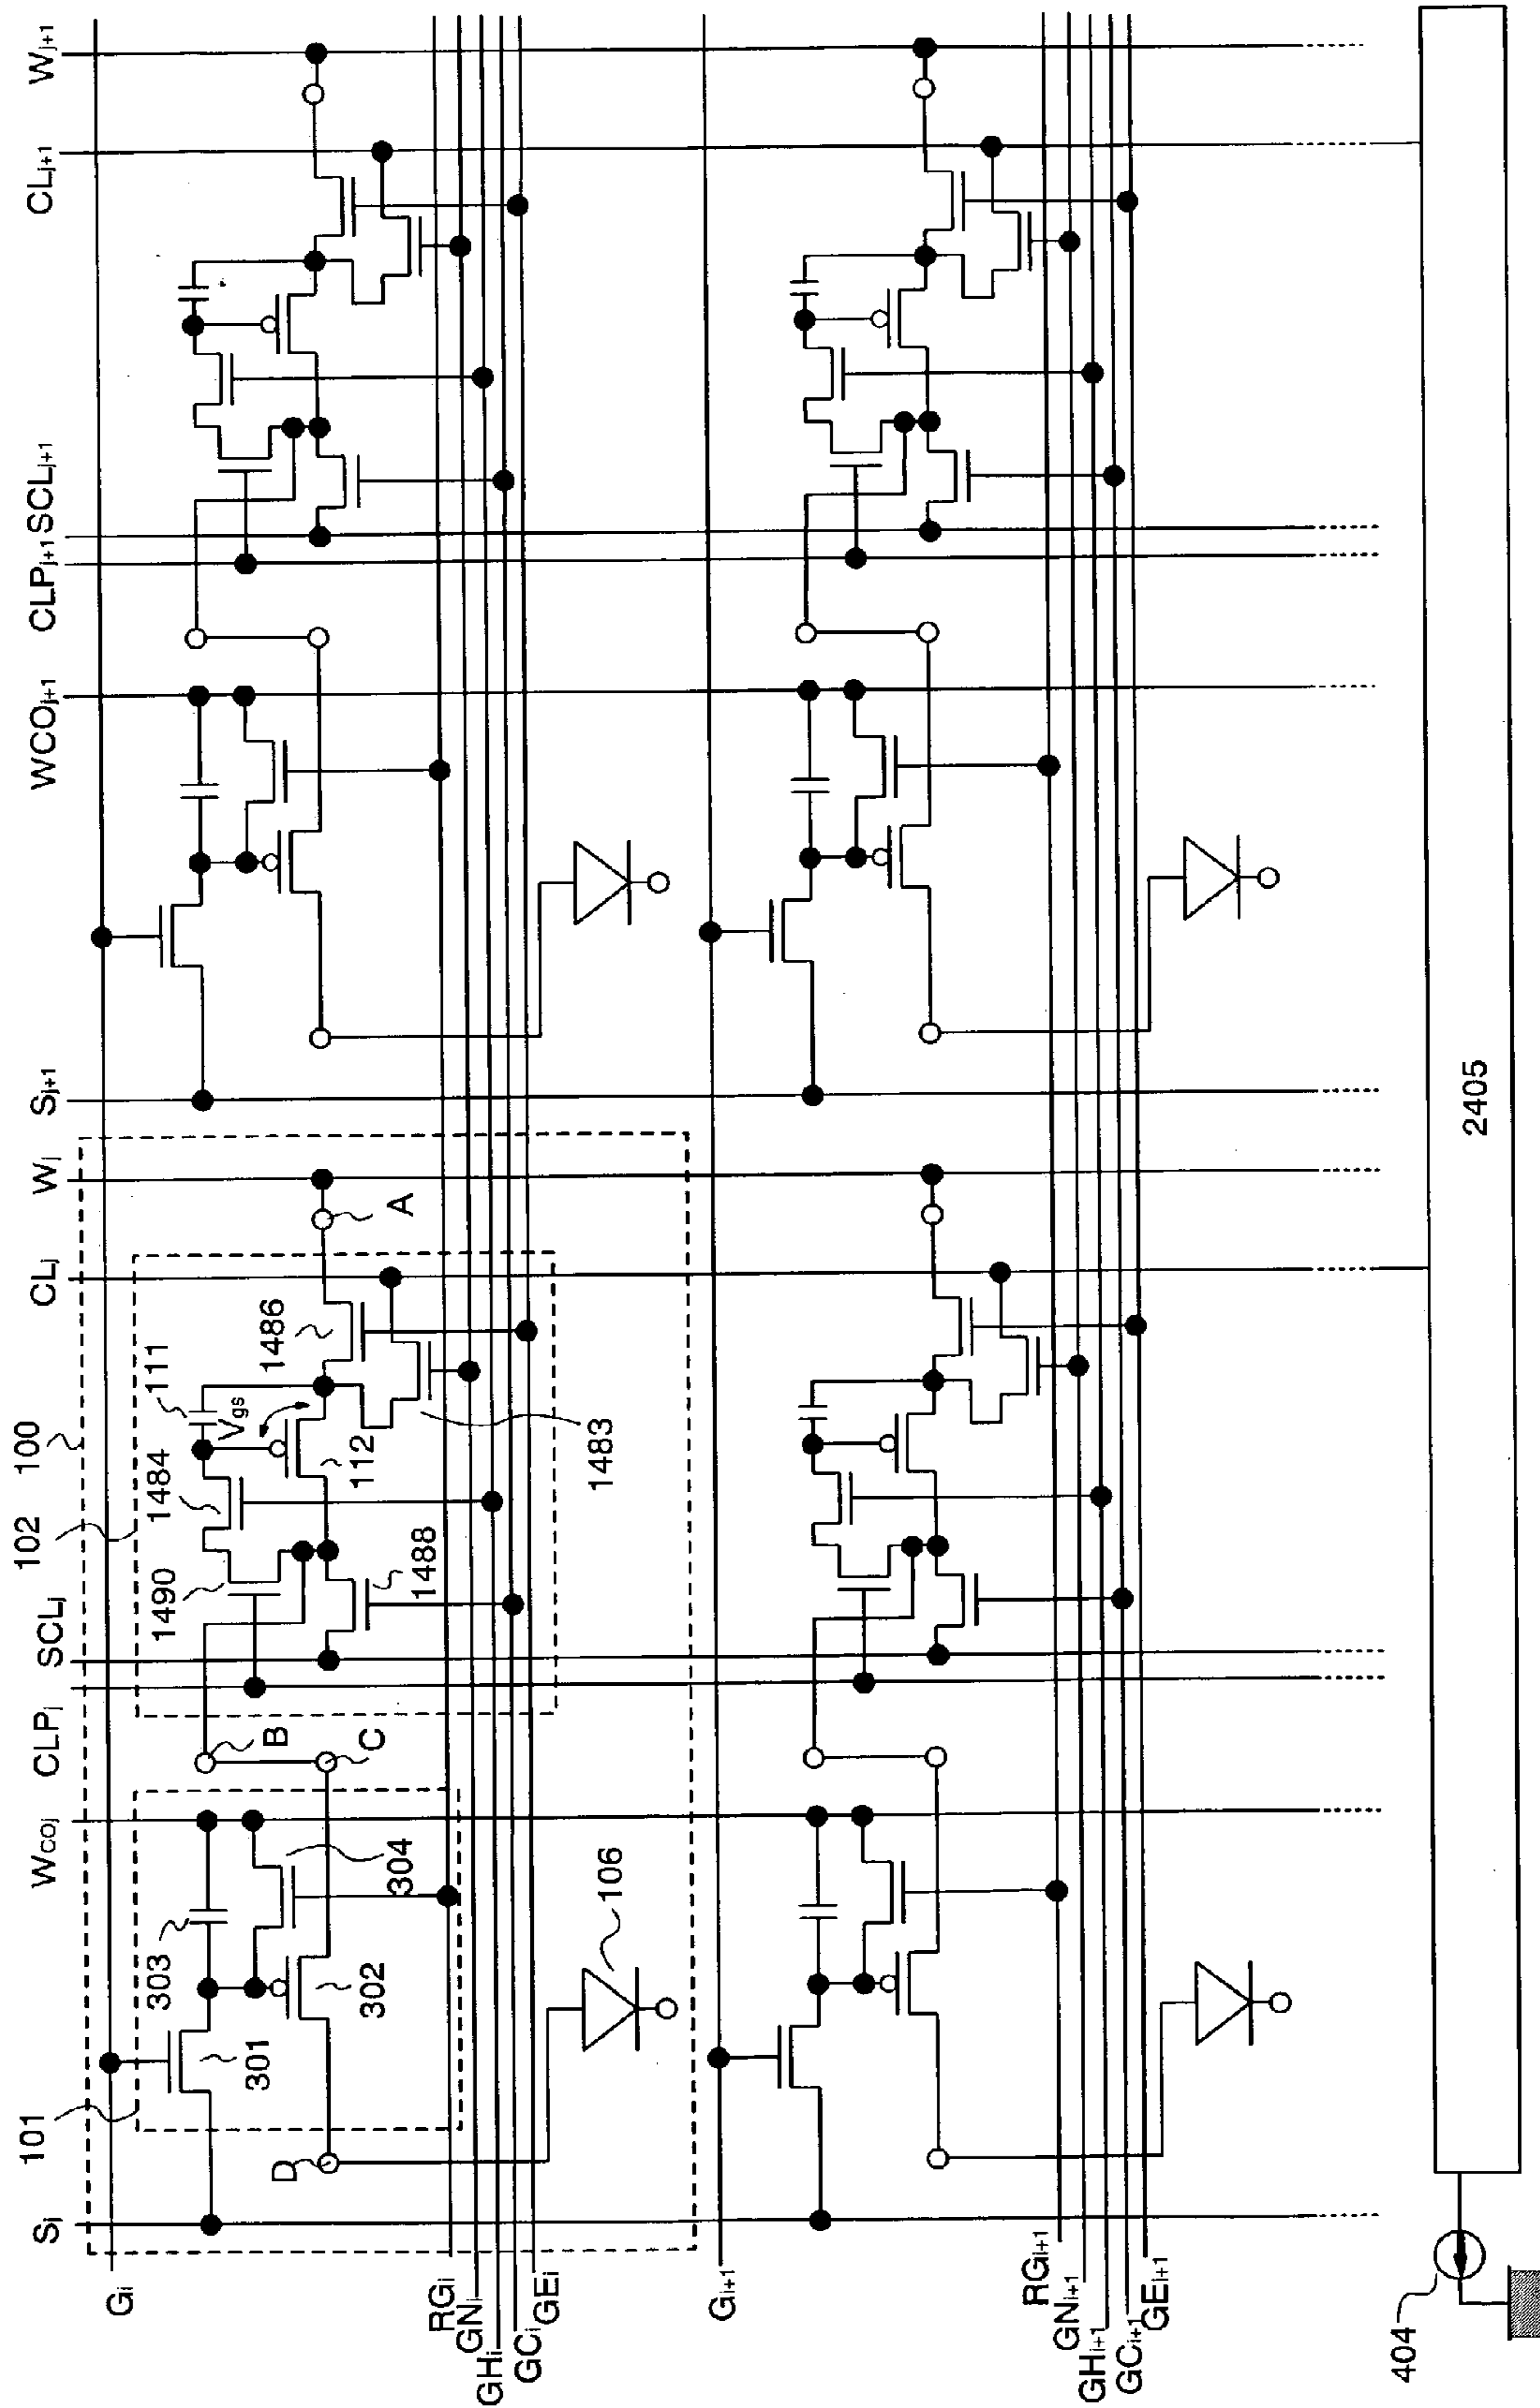 Sj
WCOj
CLPj
SCLj
CLj
Wj
Sj+1
WCOj+1
CLPj+1
SCLj+1
CLj+1
Wj+1
101
102
100
Gi
301
303
302
304
D
B
C
106
1490
1484
111
Vgs
112
1486
1488
1483
A
RGi
GNi
GHi
GCi
GEi
Gi+1
RGi+1
GNi+1
GHi+1
GCi+1
GEi+1
404
2405